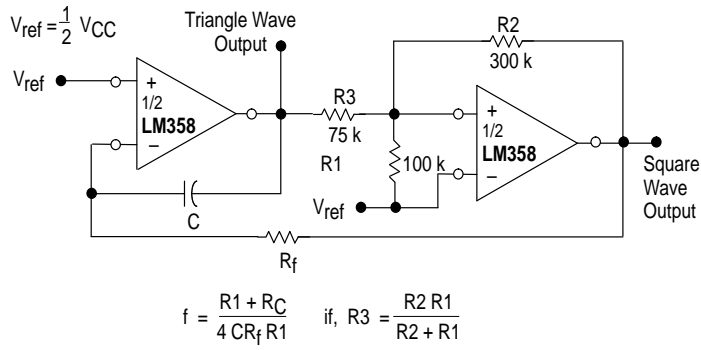 Vref = 1/2 VCC
Triangle Wave
Output
R2
300 k
Vref
+
1/2
LM358
−
R3
75 k
R1
100 k
+
1/2
LM358
−
Square
Wave
Output
C
Vref
Rf
f = R1 + RC / 4 CRf R1 if, R3 = R2 R1 / R2 + R1